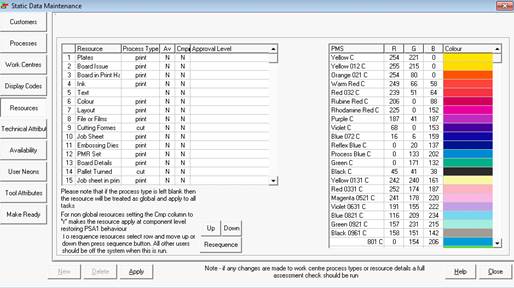 Static Data Maintenance
Customers
Processes
Work Centres
Display Codes
Resources
Technical Attribut
Availability
User Neons
Tool Attributes
Make Ready
Resource Process Type Av Cmp Approval Level
1 Plates print N N
2 Board Issue print N N
3 Board in Print Ha print N N
4 Ink print N N
5 Text N N
6 Colour print N N
7 Layout print N N
8 File or Films print N N
9 Cutting Formes cut N N
10 Job Sheet print N N
11 Embossing Dies print N N
12 PMR Set print N N
13 Board Details print N N
14 Pallet Turned cut N N
15 Job sheet in prin print N N
Please note that if the process type is left blank then
the resource will be treated as global and apply to all
tasks
For non global resources setting the Cmp column to
'Y' makes the resource apply at component level
restoring PSA1 behaviour
To resequence resources select row and move up or
down then press sequence button. All other users
should be off the system when this is run.
Up Down
Resequence
PMS R G B Colour
Yellow C 254 221 0
Yellow 012 C 255 215 0
Orange 021 C 254 80 0
Warm Red C 249 66 58
Red 032 C 239 51 64
Rubine Red C 206 0 88
Rhodamine Red C 225 0 152
Purple C 187 41 187
Violet C 68 0 153
Blue 072 C 16 6 159
Reflex Blue C 0 20 137
Process Blue C 0 133 202
Green C 0 171 132
Black C 45 41 38
Yellow 0131 C 242 240 161
Red 0331 C 252 174 187
Magenta 0521 C 241 178 220
Violet 0631 C 191 155 222
Blue 0821 C 116 209 234
Green 0921 C 157 231 215
Black 0961 C 158 151 142
801 C 0 154 206
New Delete Apply
Note - if any changes are made to work centre process types or resource details a full
assessment check should be run
Help Close